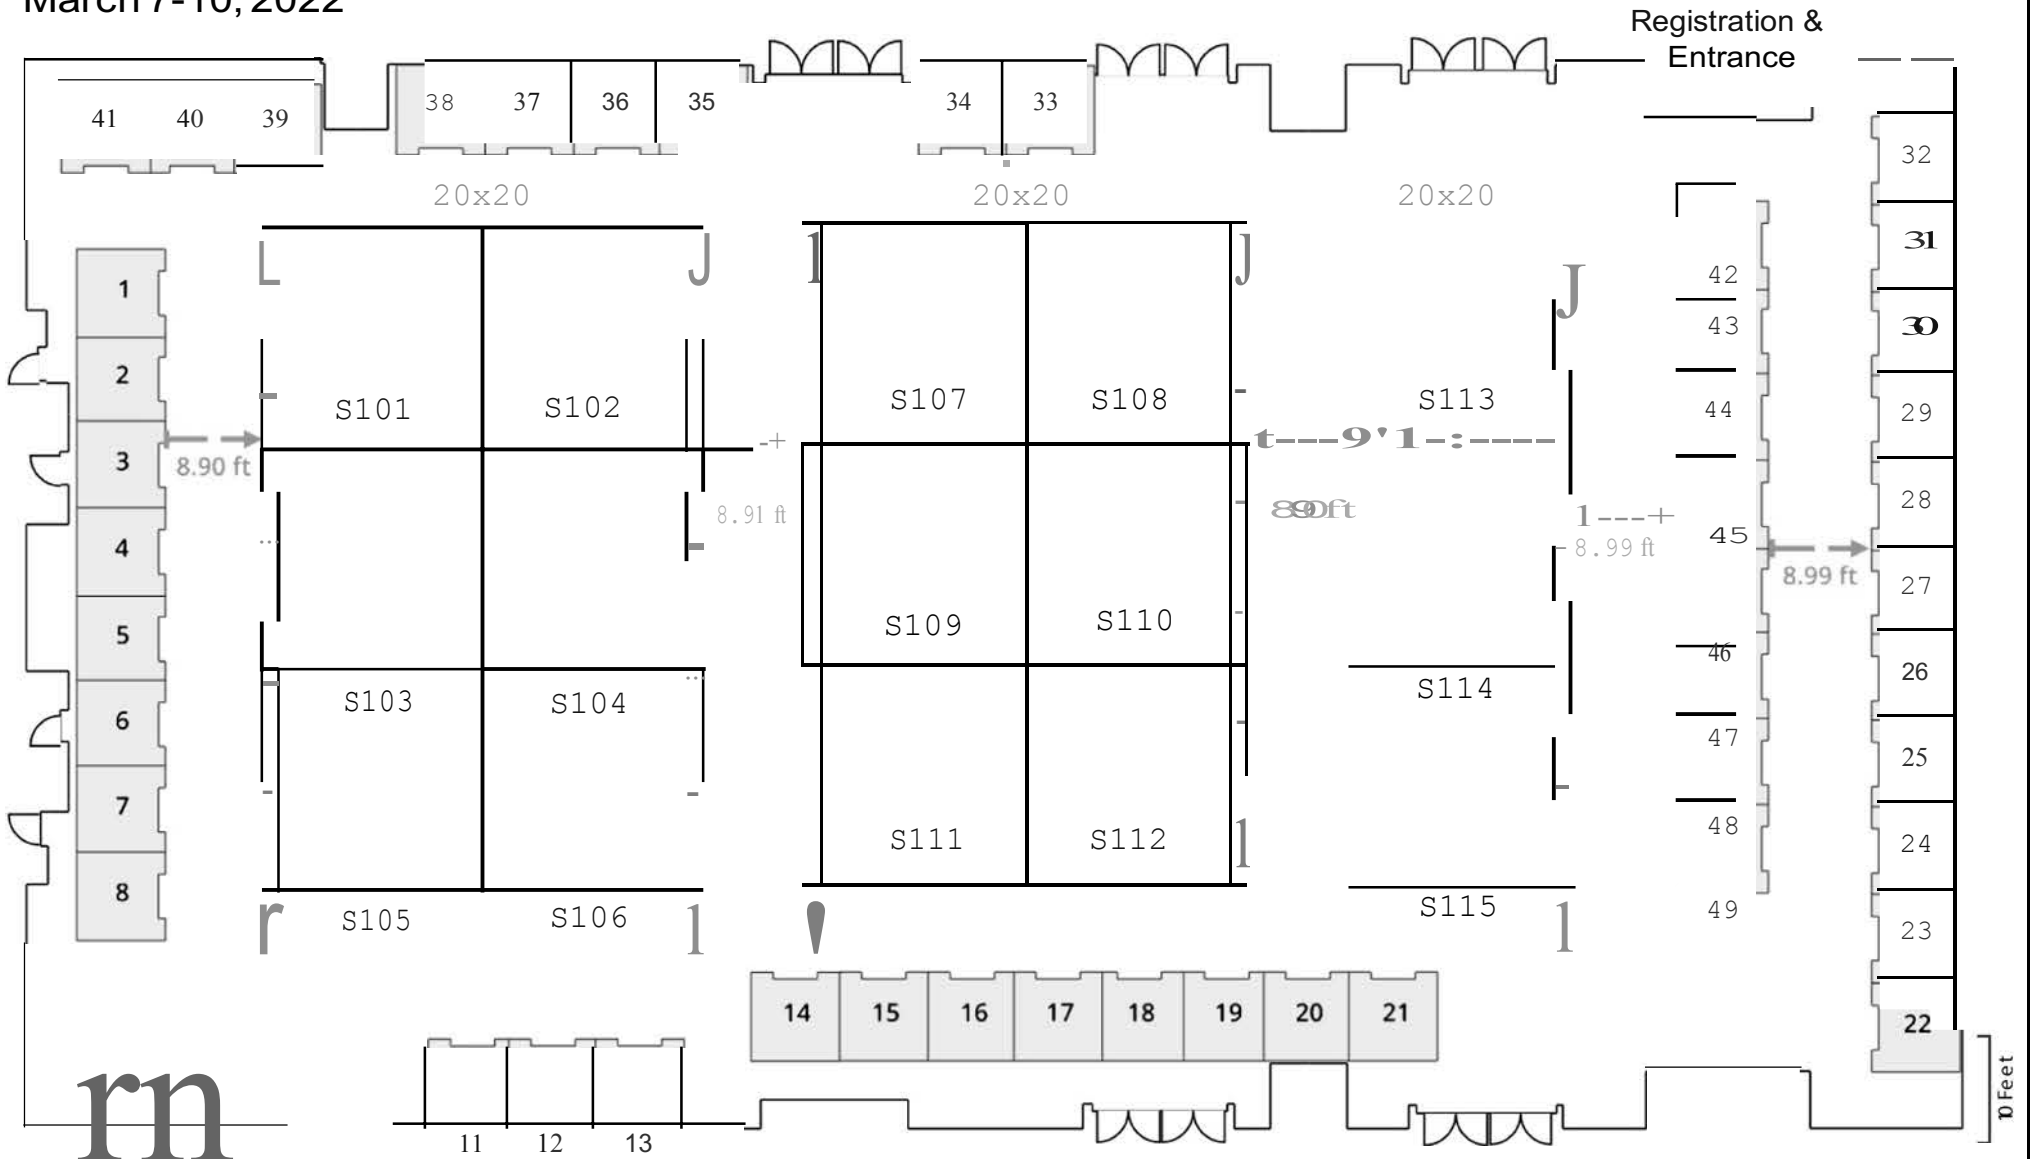 March 7-10, 2022
Registration &
Entrance
41 40 39
38 37 36 35
34 33
32
20x20 20x20 20x20
31
30
29
28
27
26
25
24
23
22
1
2
3
4
5
6
7
8
8.90 ft
S101 S102
8.91 ft
S103 S104
S105 S106
S107 S108
S109 S110
S111 S112
S113
8.99 ft
S114
S115
42
43
44
45
46
47
48
49
8.99 ft
14 15 16 17 18 19 20 21
11 12 13
10 Feet